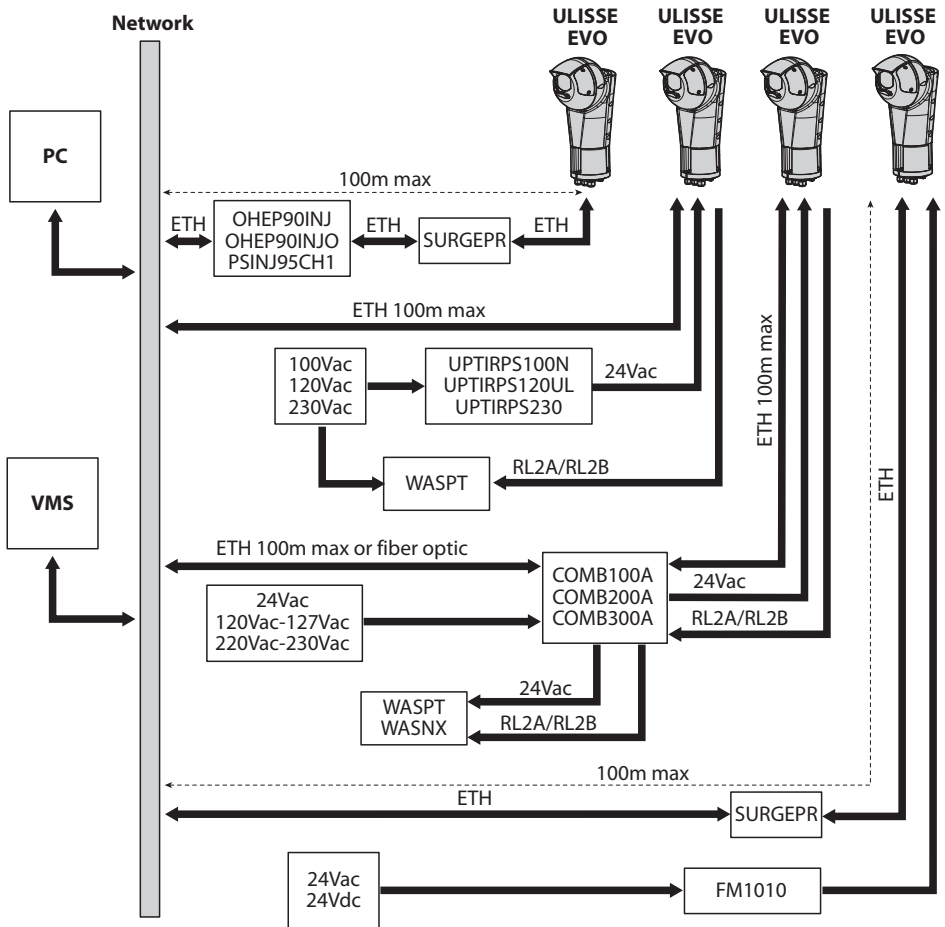 Network
ULISSE
EVO
ULISSE
EVO
ULISSE
EVO
ULISSE
EVO
PC
100m max
ETH
OHEP90INJ
OHEP90INJO
PSINJ95CH1
ETH
SURGEPR
ETH
ETH 100m max
100Vac
120Vac
230Vac
UPTIRPS100N
UPTIRPS120UL
UPTIRPS230
24Vac
ETH 100m max
WASPT
RL2A/RL2B
ETH
VMS
ETH 100m max or fiber optic
COMB100A
COMB200A
COMB300A
24Vac
24Vac
120Vac-127Vac
220Vac-230Vac
RL2A/RL2B
24Vac
WASPT
WASNX
RL2A/RL2B
100m max
ETH
SURGEPR
24Vac
24Vdc
FM1010